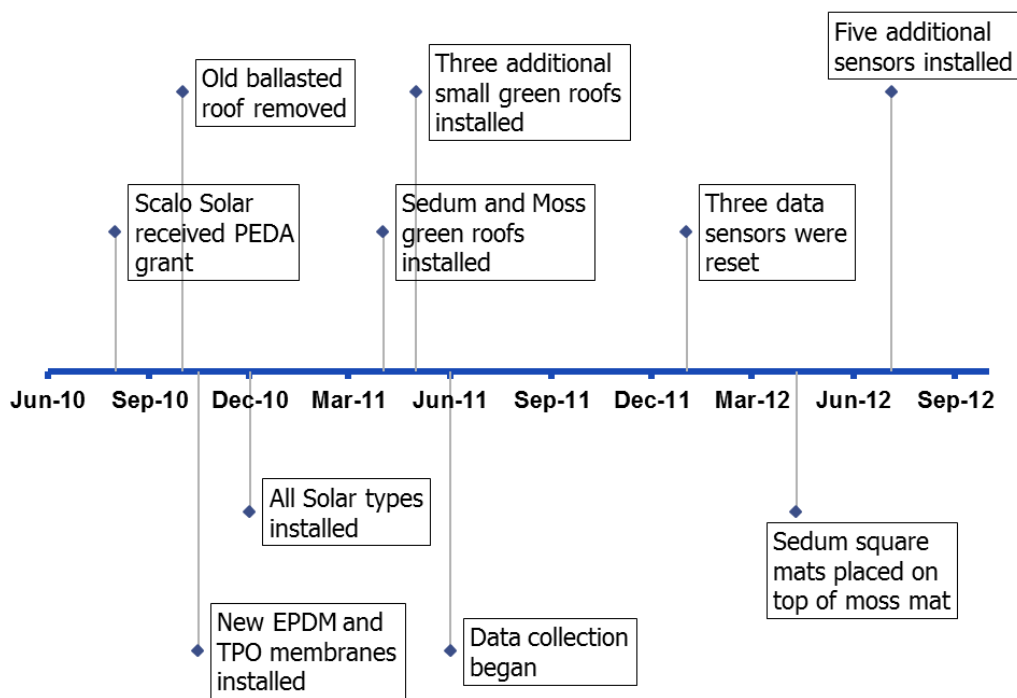 Five additional
sensors installed
Old ballasted
roof removed
Three additional
small green roofs
installed
Scalo Solar
received PEDA
grant
Sedum and Moss
green roofs
installed
Three data
sensors were
reset
Jun-10
Sep-10
Dec-10
Mar-11
Jun-11
Sep-11
Dec-11
Mar-12
Jun-12
Sep-12
All Solar types
installed
Sedum square
mats placed on
top of moss mat
New EPDM and
TPO membranes
installed
Data collection
began